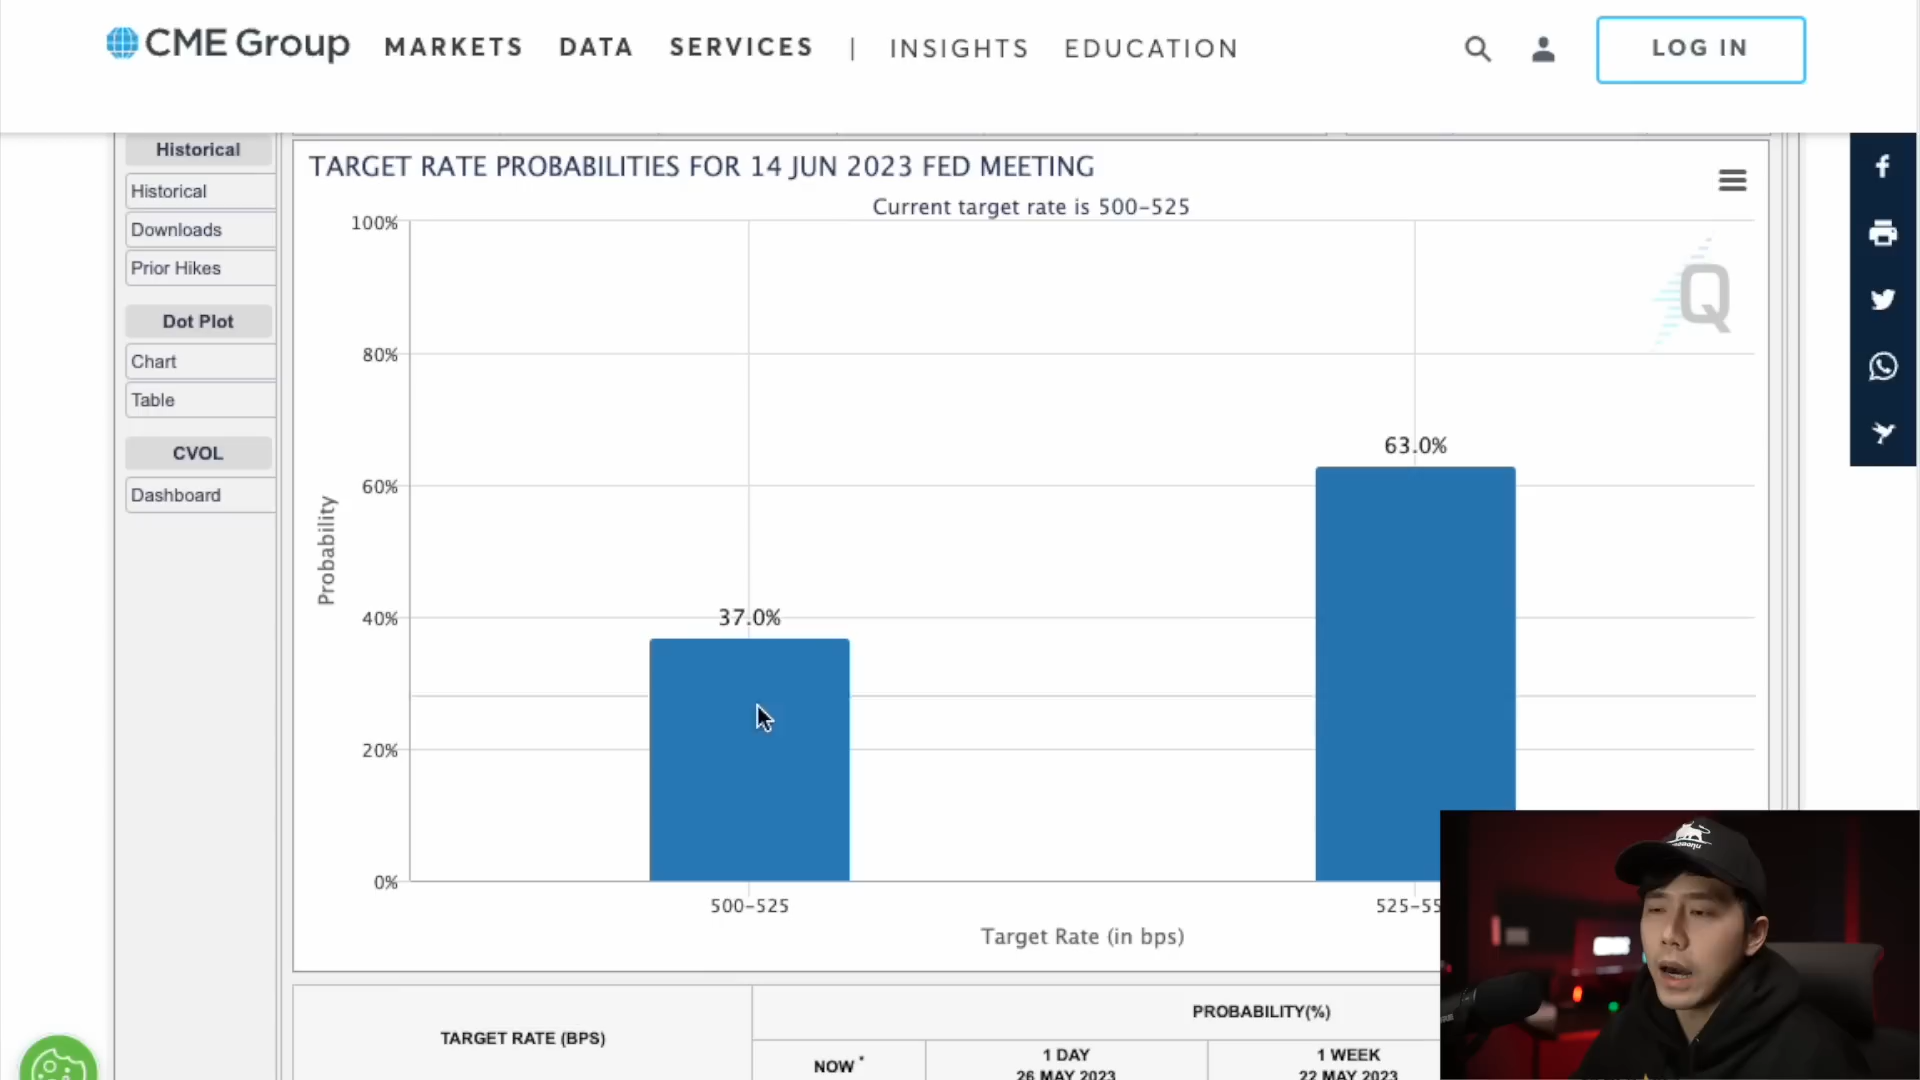 CME Group
MARKETS DATA SERVICES | INSIGHTS EDUCATION
LOG IN
Historical
Historical
Downloads
Prior Hikes
Dot Plot
Chart
Table
CVOL
Dashboard
TARGET RATE PROBABILITIES FOR 14 JUN 2023 FED MEETING
Current target rate is 500-525
100%
80%
60%
40%
20%
0%
Probability
Q
37.0%
63.0%
500-525
525-55
Target Rate (in bps)
TARGET RATE (BPS)
PROBABILITY(%)
NOW *
1 DAY
26 MAY 2023
1 WEEK
22 MAY 2023